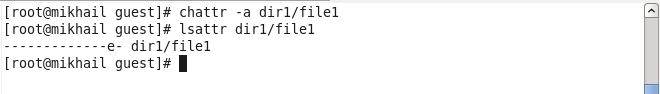 [root@mikhail guest]# chattr -a dir1/file1
[root@mikhail guest]# lsattr dir1/file1
-------------e- dir1/file1
[root@mikhail guest]#